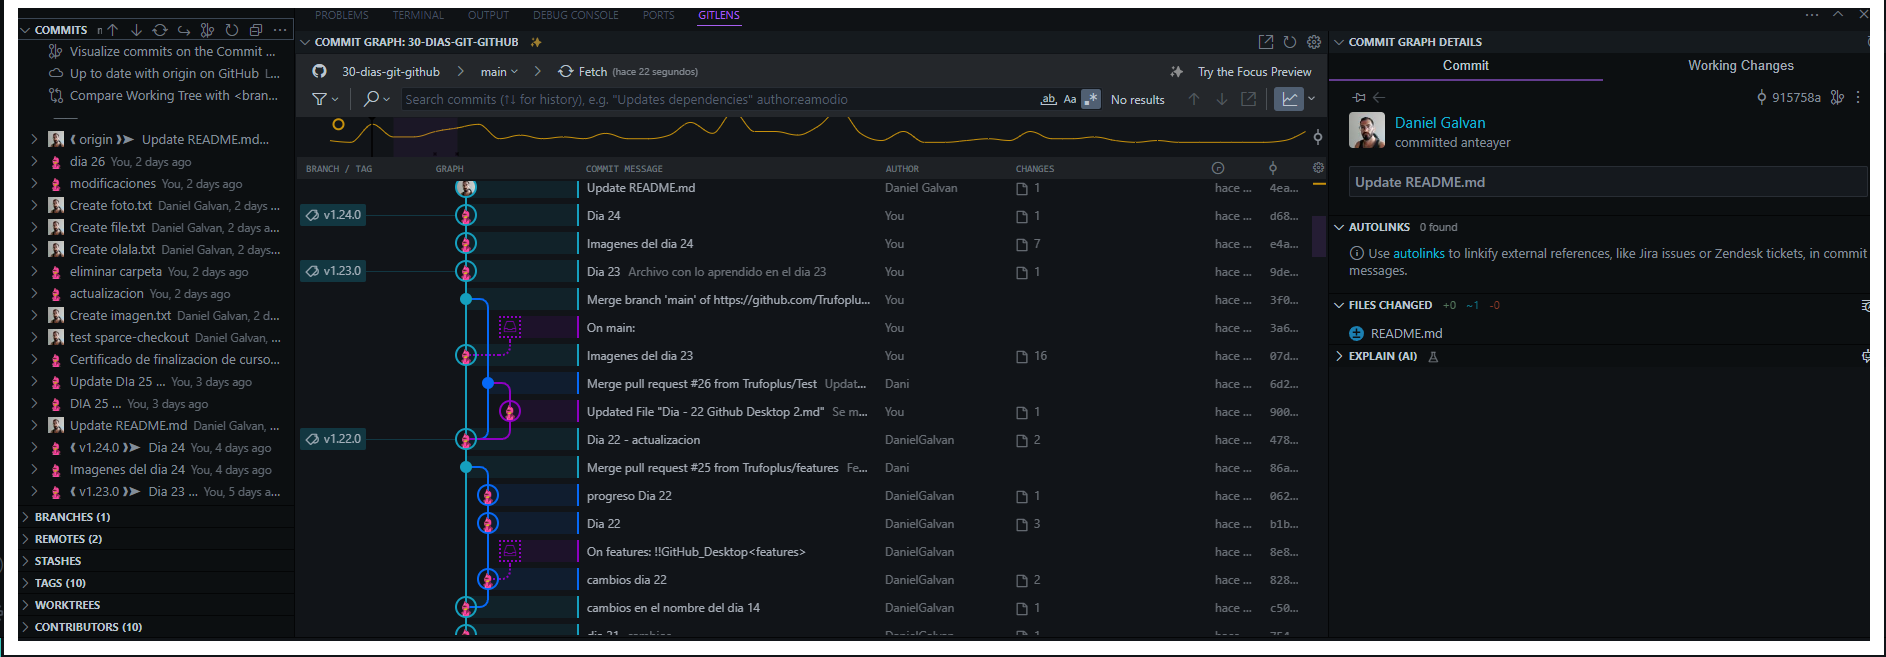 PROBLEMS TERMINAL OUTPUT DEBUG CONSOLE PORTS GITLENS
COMMITS
Visualize commits on the Commit ...
Up to date with origin on GitHub L...
Compare Working Tree with <bran...
origin Update README.md...
dia 26 You, 2 days ago
modificaciones You, 2 days ago
Create foto.txt Daniel Galvan, 2 days ...
Create file.txt Daniel Galvan, 2 days a...
Create olala.txt Daniel Galvan, 2 days...
eliminar carpeta You, 2 days ago
actualizacion You, 2 days ago
Create imagen.txt Daniel Galvan, 2 d...
test sparce-checkout Daniel Galvan, ...
Certificado de finalizacion de curso...
Update DIa 25 ... You, 3 days ago
DIA 25 ... You, 3 days ago
Update README.md Daniel Galvan, ...
v1.24.0 Dia 24 You, 4 days ago
Imagenes del dia 24 You, 4 days ago
v1.23.0 Dia 23 ... You, 5 days a...
BRANCHES (1)
REMOTES (2)
STASHES
TAGS (10)
WORKTREES
CONTRIBUTORS (10)
COMMIT GRAPH: 30-DIAS-GIT-GITHUB
30-dias-git-github > main > Fetch (hace 22 segundos) Try the Focus Preview
Search commits (↑↓ for history), e.g. "Updates dependencies" author:eamodio ab, Aa .* No results
BRANCH / TAG GRAPH COMMIT MESSAGE AUTHOR CHANGES
Update README.md Daniel Galvan 1 hace ... 4ea...
v1.24.0 Dia 24 You 1 hace ... d68...
Imagenes del dia 24 You 7 hace ... e4a...
v1.23.0 Dia 23 Archivo con lo aprendido en el dia 23 You 1 hace ... 9de...
Merge branch 'main' of https://github.com/Trufoplu... You hace ... 3f0...
On main: You hace ... 3a6...
Imagenes del dia 23 You 16 hace ... 07d...
Merge pull request #26 from Trufoplus/Test Updat... Dani hace ... 6d2...
Updated File "Dia - 22 Github Desktop 2.md" Se m... You 1 hace ... 900...
v1.22.0 Dia 22 - actualizacion DanielGalvan 2 hace ... 478...
Merge pull request #25 from Trufoplus/features Fe... Dani hace ... 86a...
progreso Dia 22 DanielGalvan 1 hace ... 062...
Dia 22 DanielGalvan 3 hace ... b1b...
On features: !!GitHub_Desktop<features> DanielGalvan hace ... 8e8...
cambios dia 22 DanielGalvan 2 hace ... 828...
cambios en el nombre del dia 14 DanielGalvan 1 hace ... c50...
COMMIT GRAPH DETAILS
Commit Working Changes
915758a
Daniel Galvan
committed anteayer
Update README.md
AUTOLINKS 0 found
Use autolinks to linkify external references, like Jira issues or Zendesk tickets, in commit
messages.
FILES CHANGED +0 ~1 -0
README.md
EXPLAIN (AI)